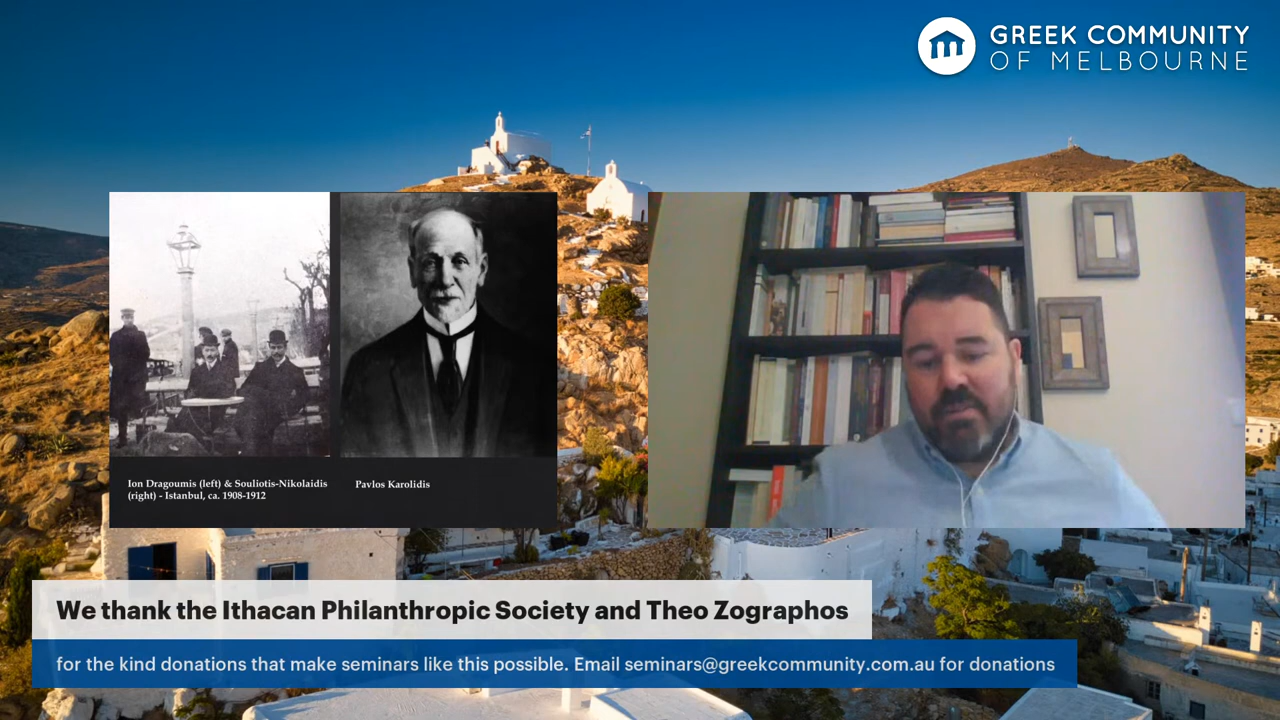 GREEK COMMUNITY
OF MELBOURNE
Ion Dragoumis (left) & Souliotis-Nikolaidis
(right) - Istanbul, ca. 1908-1912
Pavlos Karolidis
We thank the Ithacan Philanthropic Society and Theo Zographos
for the kind donations that make seminars like this possible. Email seminars@greekcommunity.com.au for donations